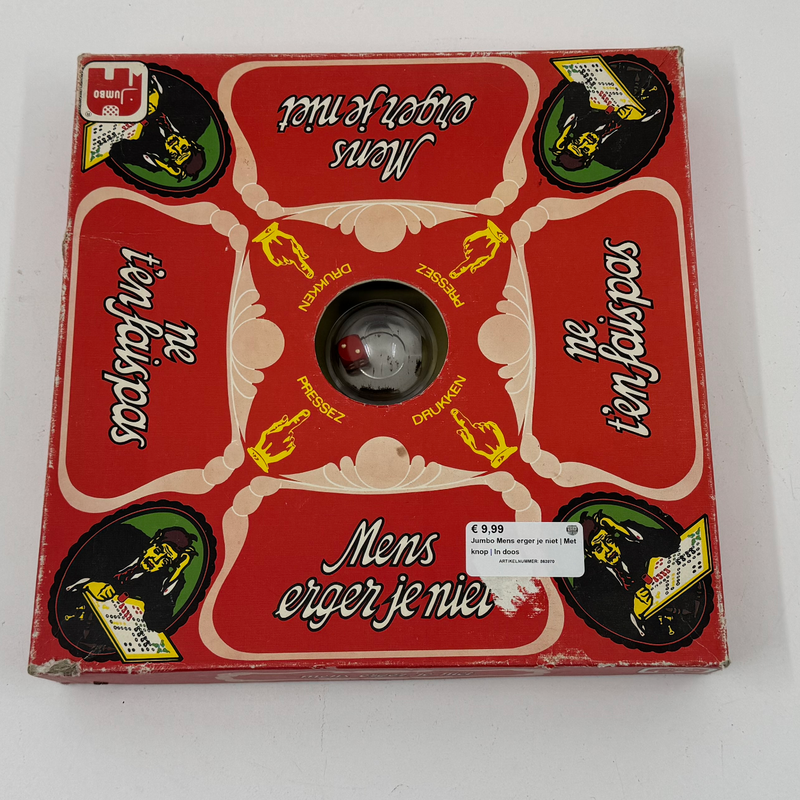 JUMBO
Mens
erger je niet
ne
t'en fais pas
ne
t'en fais pas
DRUKKEN
PRESSEZ
PRESSEZ
DRUKKEN
Mens
erger je niet
€ 9,99
Jumbo Mens erger je niet | Met
knop | In doos